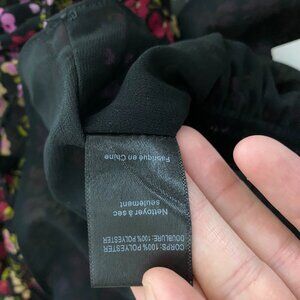 CORPS: 100% POLYESTER
DOUBLURE: 100% POLYESTER
Nettoyer à sec
seulement
Fabriqué en Chine